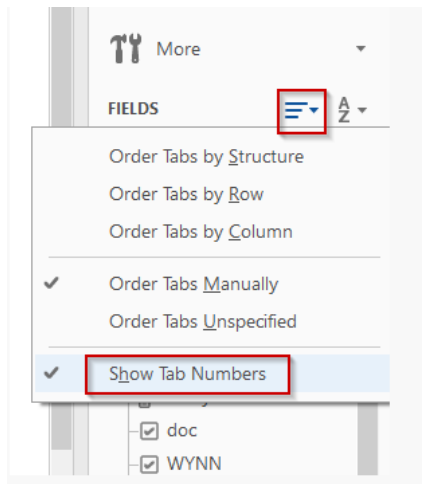 More
FIELDS
A
Z
Order Tabs by Structure
Order Tabs by Row
Order Tabs by Column
Order Tabs Manually
Order Tabs Unspecified
Show Tab Numbers
doc
WYNN